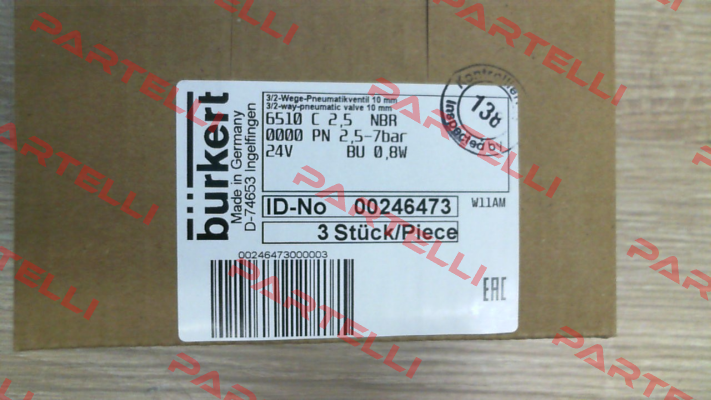 bürkert
Made in Germany
D-74653 Ingelfingen
3/2-Wege-Pneumatikventil 10 mm
3/2-way-pneumatic valve 10 mm
6510 C 2,5 NBR
0000 PN 2,5-7bar
24V BU 0,8W
ID-No 00246473
W11AM
3 Stück/Piece
00246473000003
EAC
138
Inspected
PARTELLI
PARTELLI
PARTELLI
PARTELLI
PARTELLI
PARTELLI
PARTELLI